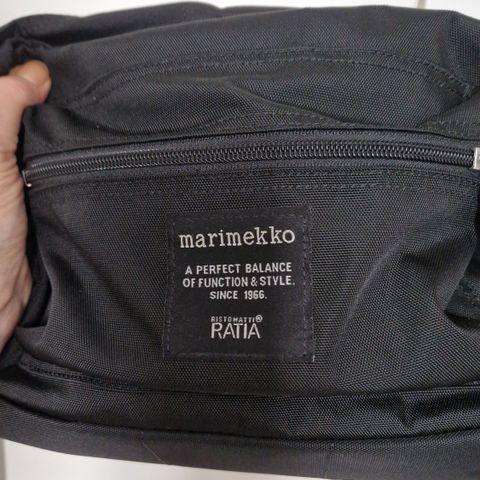 marimekko
A PERFECT BALANCE
OF FUNCTION & STYLE.
SINCE 1966.
RISTOMATTI®
RATIA